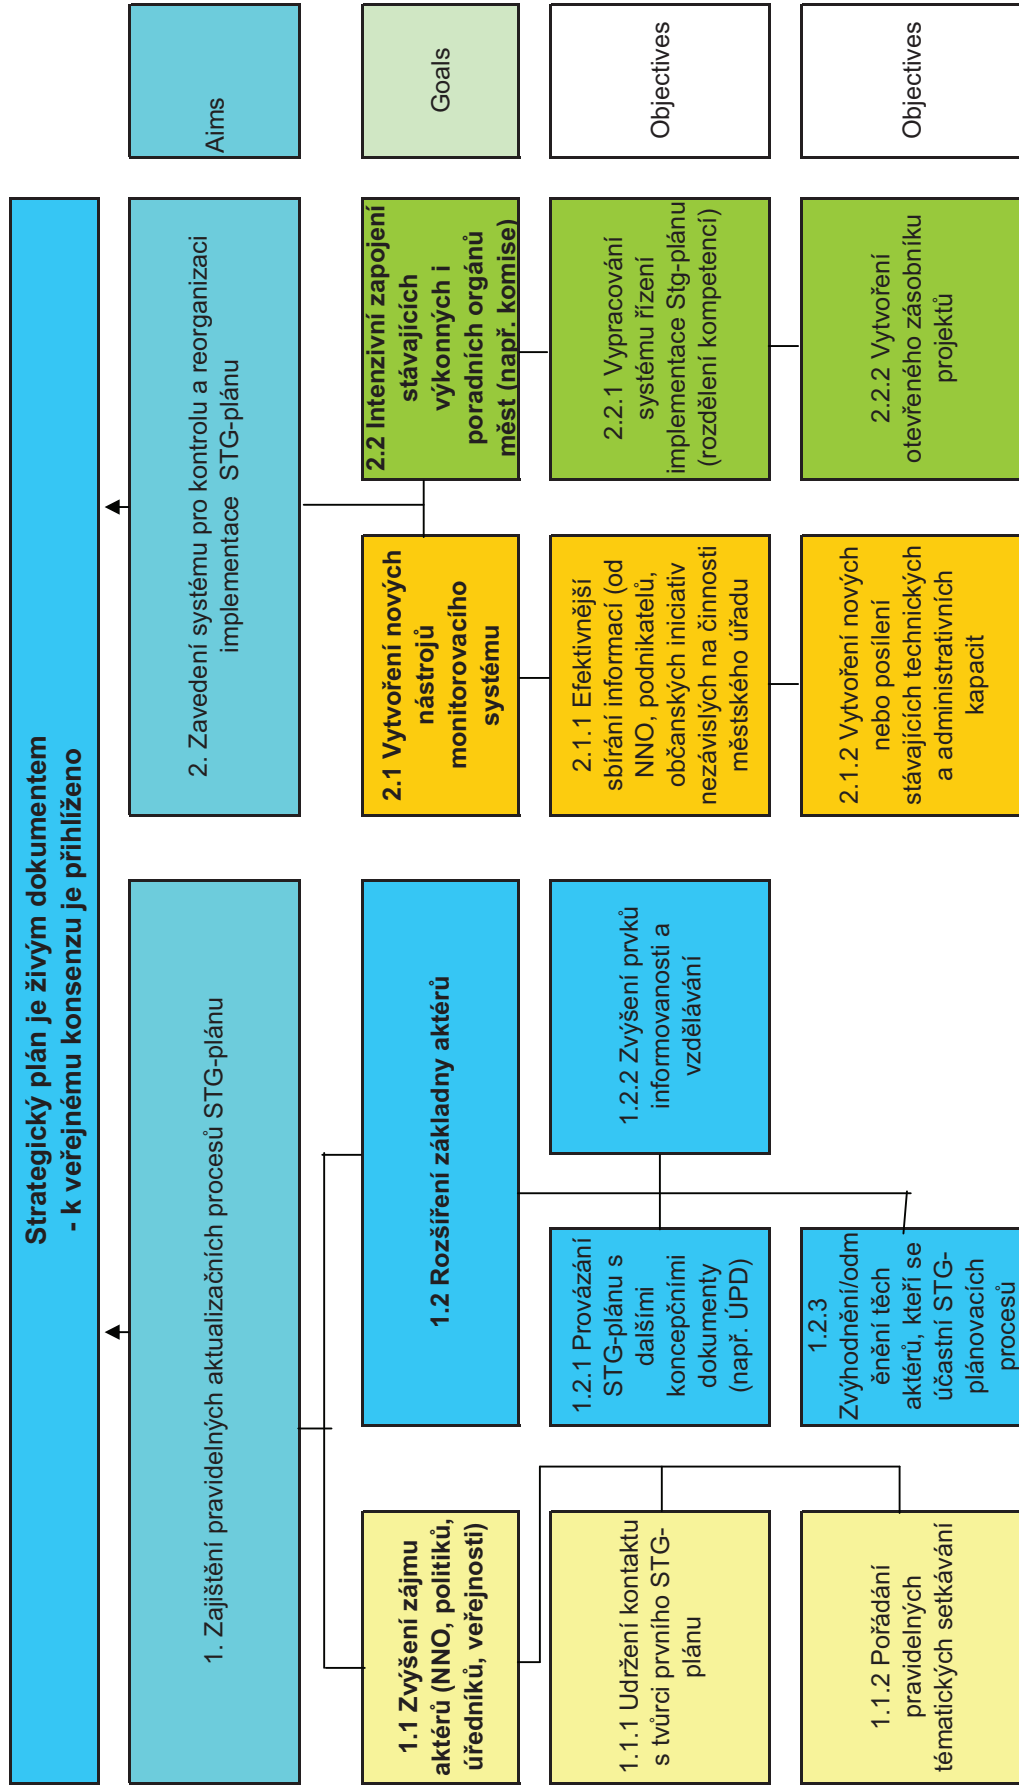 Strategický plán je živým dokumentem
- k veřejnému konsenzu je přihlíženo
1. Zajištění pravidelných aktualizačních procesů STG-plánu
2. Zavedení systému pro kontrolu a reorganizaci
implementace STG-plánu
Aims
1.1 Zvýšení zájmu
aktérů (NNO, politiků,
úředníků, veřejnosti)
1.2 Rozšíření základny aktérů
2.1 Vytvoření nových
nástrojů
monitorovacího
systému
2.2 Intenzivní zapojení
stávajících
výkonných i
poradních orgánů
měst (např. komise)
Goals
1.1.1 Udržení kontaktu
s tvůrci prvního STG-
plánu
1.2.1 Provázání
STG-plánu s
dalšími
koncepčními
dokumenty
(např. ÚPD)
1.2.2 Zvýšení prvků
informovanosti a
vzdělávání
2.1.1 Efektivnější
sbírání informací (od
NNO, podnikatelů,
občanských iniciativ
nezávislých na činnosti
městského úřadu
2.2.1 Vypracování
systému řízení
implementace Stg-plánu
(rozdělení kompetencí)
Objectives
1.1.2 Pořádání
pravidelných
tématických setkávání
1.2.3
Zvýhodnění/odm
ěnění těch
aktérů, kteří se
účastní STG-
plánovacích
procesů
2.1.2 Vytvoření nových
nebo posílení
stávajících technických
a administrativních
kapacit
2.2.2 Vytvoření
otevřeného zásobníku
projektů
Objectives